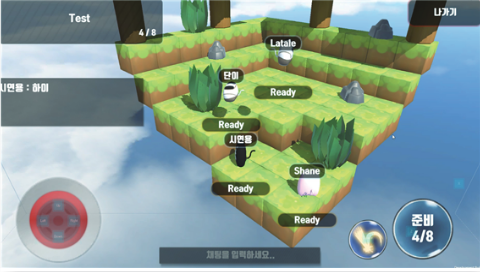 Test
4 / 8
나가기
시연용 : 하이
Latale
단이
Ready
Ready
시연용
Shane
Ready
Ready
준비
4/8
채팅을 입력하세요...